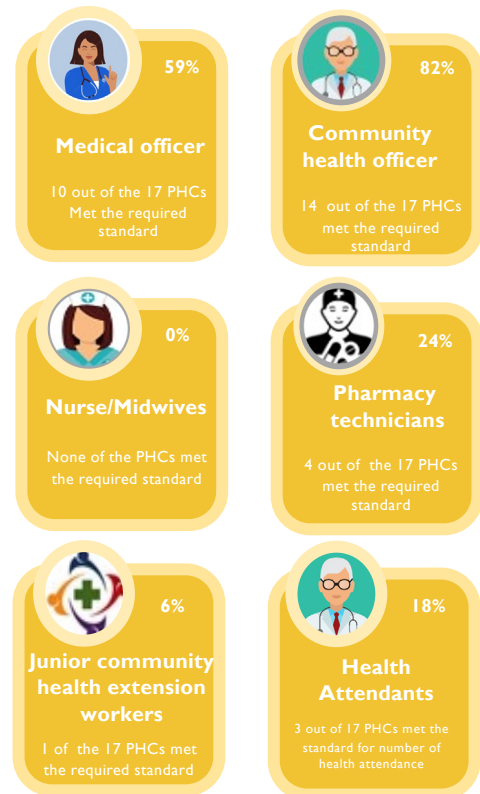 59%
Medical officer
10 out of the 17 PHCs
Met the required
standard
82%
Community
health officer
14 out of the 17 PHCs
met the required
standard
0%
Nurse/Midwives
None of the PHCs met
the required standard
24%
Pharmacy
technicians
4 out of the 17 PHCs
met the required
standard
6%
Junior community
health extension
workers
1 of the 17 PHCs met
the required standard
18%
Health
Attendants
3 out of 17 PHCs met the
standard for number of
health attendance